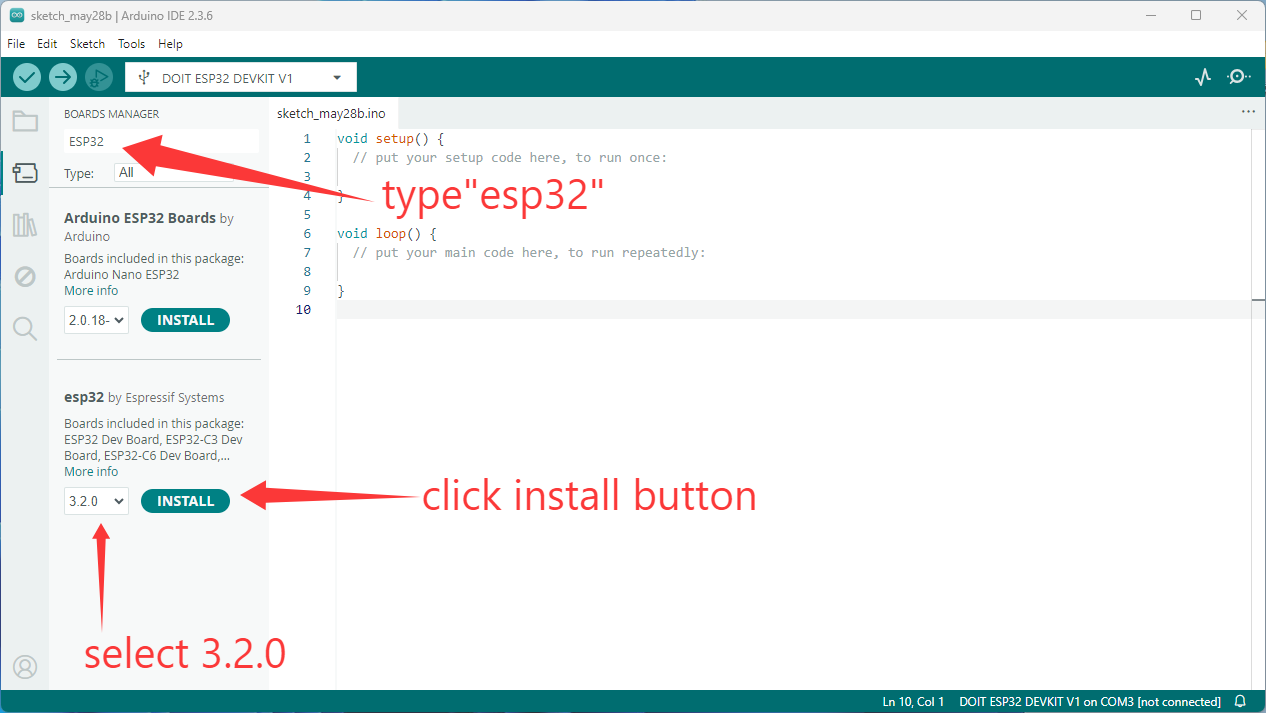 sketch_may28b | Arduino IDE 2.3.6
File Edit Sketch Tools Help
DOIT ESP32 DEVKIT V1
BOARDS MANAGER
ESP32
Type: All
Arduino ESP32 Boards by
Arduino
Boards included in this package:
Arduino Nano ESP32
More info
2.0.18- INSTALL
esp32 by Espressif Systems
Boards included in this package:
ESP32 Dev Board, ESP32-C3 Dev
Board, ESP32-C6 Dev Board,...
More info
3.2.0 INSTALL
sketch_may28b.ino
1 void setup() {
2 // put your setup code here, to run once:
3
4 }
5
6 void loop() {
7 // put your main code here, to run repeatedly:
8
9 }
10
type"esp32"
click install button
select 3.2.0
Ln 10, Col 1 DOIT ESP32 DEVKIT V1 on COM3 [not connected]